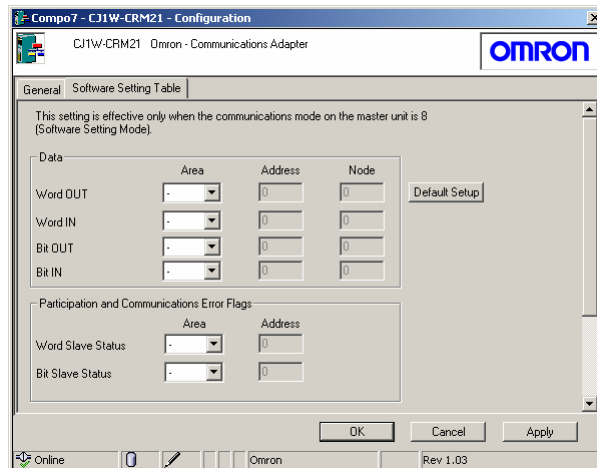 Compo7 - CJ1W-CRM21 - Configuration
CJ1W-CRM21 Omron - Communications Adapter
OMRON
General Software Setting Table
This setting is effective only when the communications mode on the master unit is 8
(Software Setting Mode).
Data
Area Address Node
Word OUT - 0 0 Default Setup
Word IN - 0 0
Bit OUT - 0 0
Bit IN - 0 0
Participation and Communications Error Flags
Area Address
Word Slave Status - 0
Bit Slave Status - 0
OK Cancel Apply
Online Omron Rev 1.03